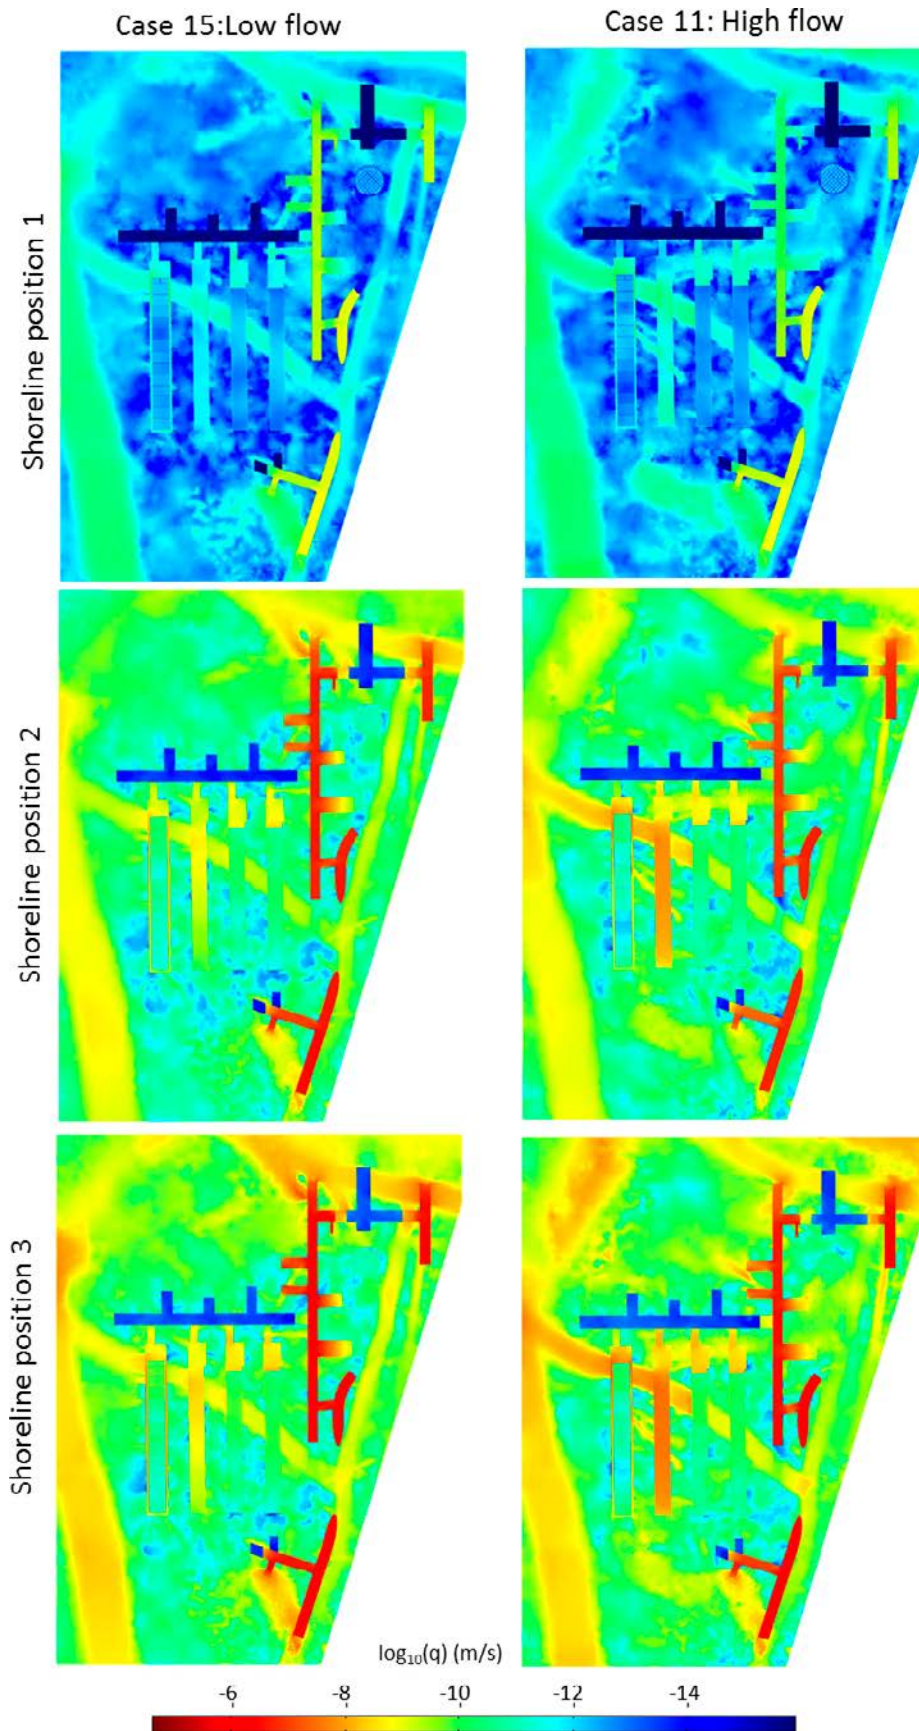 Case 15:Low flow
Case 11: High flow
Shoreline position 1
Shoreline position 2
Shoreline position 3
log₁₀(q) (m/s)
-6 -8 -10 -12 -14